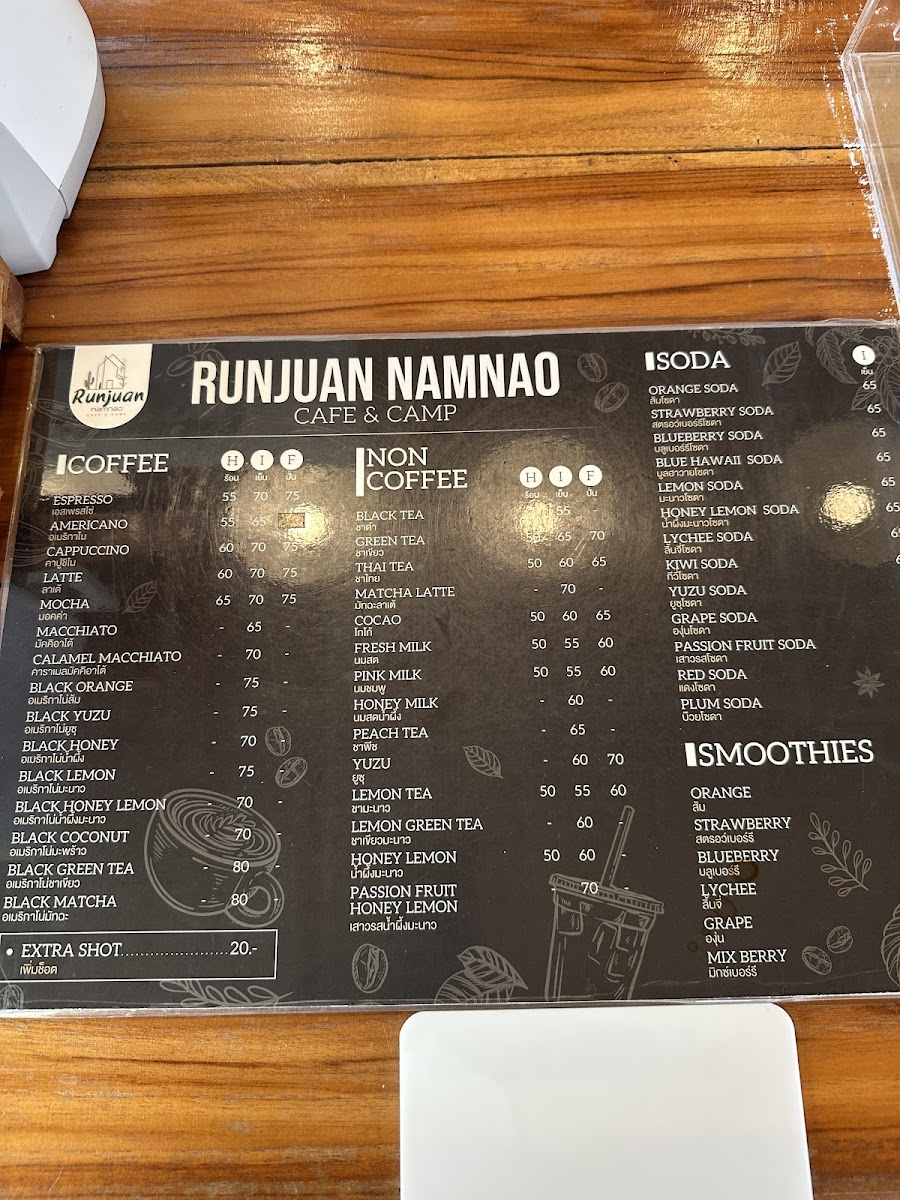 Runjuan
namnao
CAFE & CAMP
RUNJUAN NAMNAO
CAFE & CAMP
COFFEE H I F
ร้อน เย็น ปั่น
ESPRESSO 55 70 75
เอสเพรสโซ่
AMERICANO 55 65
อเมริกาโน
CAPPUCCINO 60 70 75
คาปูชิโน
LATTE 60 70 75
ลาเต้
MOCHA 65 70 75
มอคค่า
MACCHIATO - 65 -
มัคคิอาโต้
CALAMEL MACCHIATO - 70 -
คาราเมลมัคคิอาโต้
BLACK ORANGE - 75 -
อเมริกาโน่ส้ม
BLACK YUZU - 75 -
อเมริกาโน่ยูซุ
BLACK HONEY - 70 -
อเมริกาโน่น้ำผึ้ง
BLACK LEMON - 75 -
อเมริกาโน่มะนาว
BLACK HONEY LEMON - 70 -
อเมริกาโน่น้ำผึ้งมะนาว
BLACK COCONUT - 70 -
อเมริกาโน่มะพร้าว
BLACK GREEN TEA - 80 -
อเมริกาโน่ชาเขียว
BLACK MATCHA - 80 -
อเมริกาโน่มัทฉะ
• EXTRA SHOT......................20.-
เพิ่มช็อต
NON
COFFEE H I F
ร้อน เย็น ปั่น
BLACK TEA 55 -
ชาดำ
GREEN TEA 50 65 70
ชาเขียว
THAI TEA 50 60 65
ชาไทย
MATCHA LATTE - 70 -
มัทฉะลาเต้
COCAO 50 60 65
โกโก้
FRESH MILK 50 55 60
นมสด
PINK MILK 50 55 60
นมชมพู
HONEY MILK - 60 -
นมสดน้ำผึ้ง
PEACH TEA - 65 -
ชาพีช
YUZU - 60 70
ยูซุ
LEMON TEA 50 55 60
ชามะนาว
LEMON GREEN TEA - 60 -
ชาเขียวมะนาว
HONEY LEMON 50 60 -
น้ำผึ้งมะนาว
PASSION FRUIT - 70 -
HONEY LEMON
เสาวรสน้ำผึ้งมะนาว
SODA I
เย็น
ORANGE SODA 65
ส้มโซดา
STRAWBERRY SODA 65
สตรอว์เบอร์รีโซดา
BLUEBERRY SODA 65
บลูเบอร์รีโซดา
BLUE HAWAII SODA 65
บลูฮาวายโซดา
LEMON SODA 65
มะนาวโซดา
HONEY LEMON SODA 65
น้ำผึ้งมะนาวโซดา
LYCHEE SODA
ลิ้นจี่โซดา
KIWI SODA
กีวีโซดา
YUZU SODA
ยูซุโซดา
GRAPE SODA
องุ่นโซดา
PASSION FRUIT SODA
เสาวรสโซดา
RED SODA
แดงโซดา
PLUM SODA
บ๊วยโซดา
SMOOTHIES
ORANGE
ส้ม
STRAWBERRY
สตรอว์เบอร์รี
BLUEBERRY
บลูเบอร์รี
LYCHEE
ลิ้นจี่
GRAPE
องุ่น
MIX BERRY
มิกซ์เบอร์รี